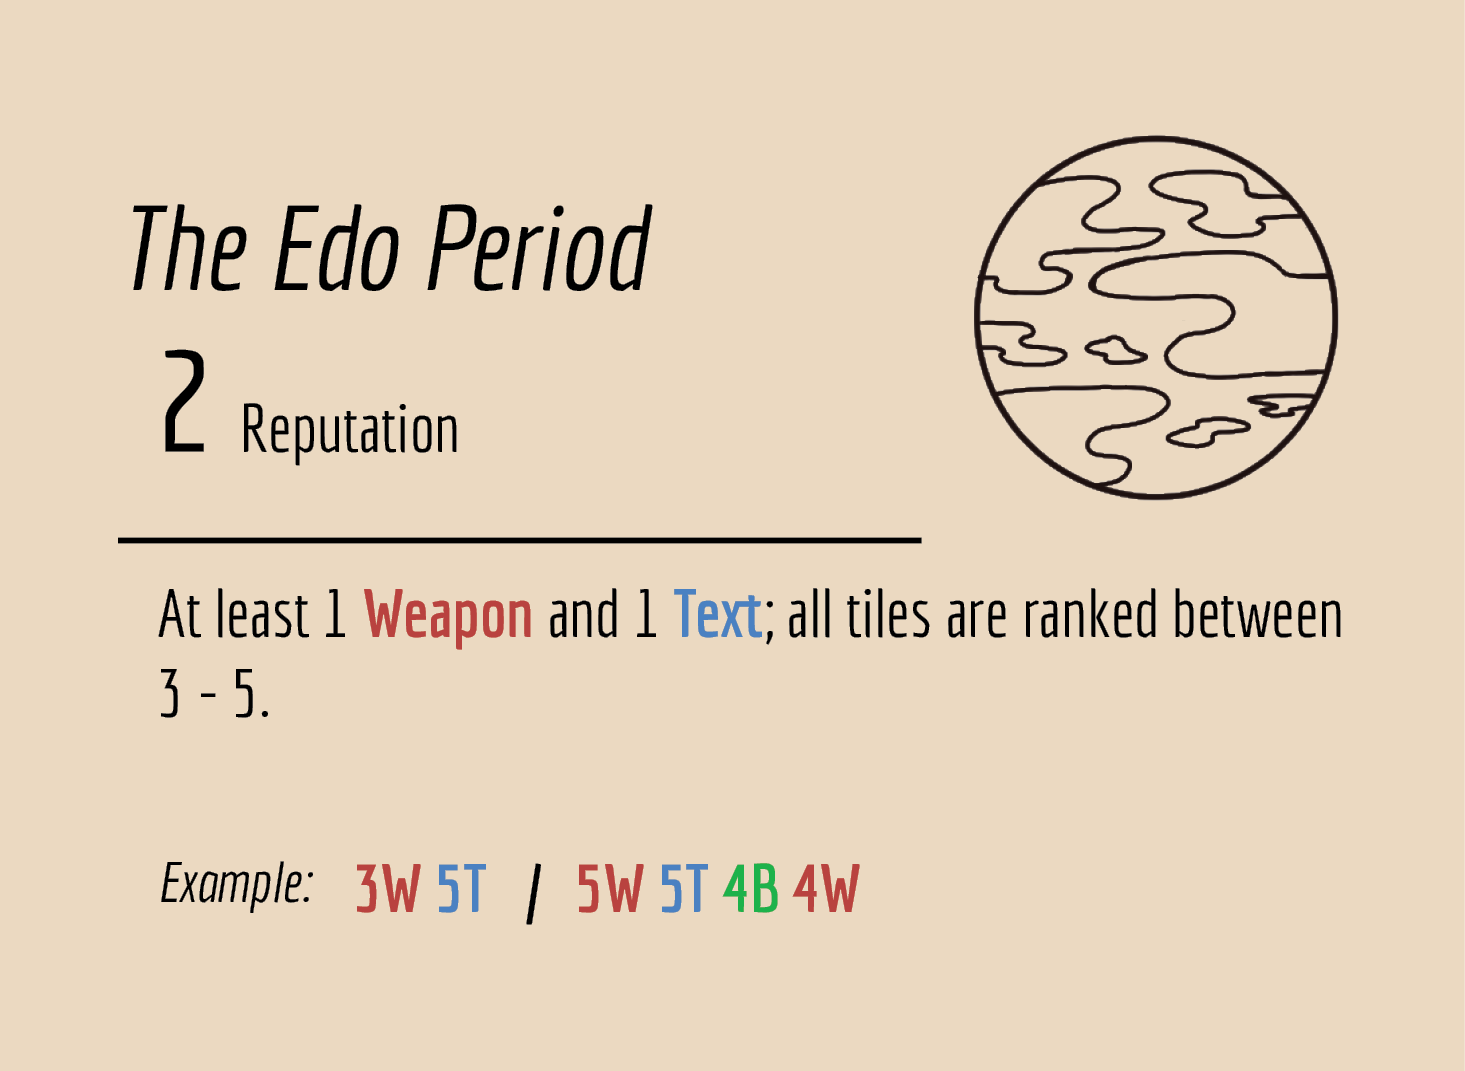 The Edo Period
2 Reputation
At least 1 Weapon and 1 Text; all tiles are ranked between
3 - 5.
Example: 3W 5T / 5W 5T 4B 4W